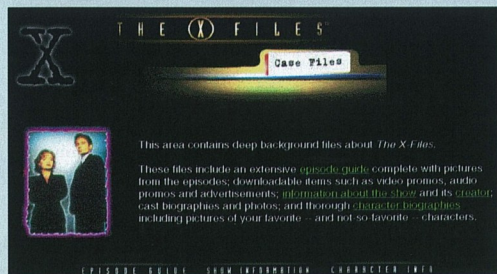 THE X FILES
Case Files
This area contains deep background files about The X-Files.
These files include an extensive episode guide complete with pictures
from the episodes; downloadable items such as video promos, audio
promos and advertisements; information about the show and its creator;
cast biographies and photos; and thorough character biographies
including pictures of your favorite -- and not-so-favorite -- characters.
EPISODE GUIDE SHOW INFORMATION CHARACTER INFO